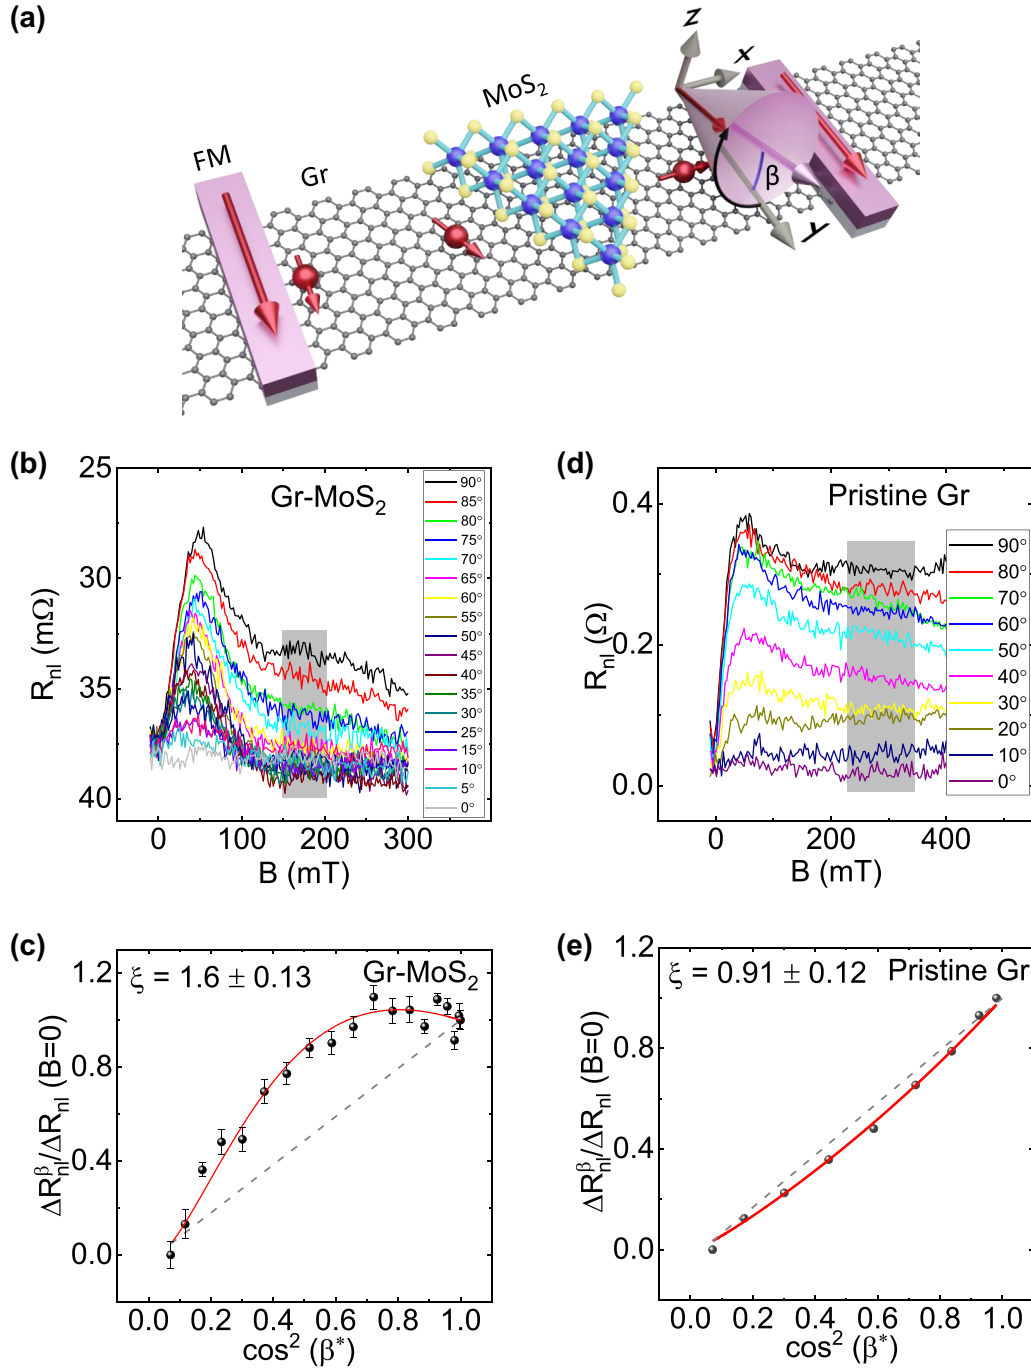 (a)
z
x
MoS2
FM
Gr
β
y
(b)
25
30
35
40
Rnl (mΩ)
Gr-MoS2
90°
85°
80°
75°
70°
65°
60°
55°
50°
45°
40°
35°
30°
25°
15°
10°
5°
0°
0
100
200
300
B (mT)
(d)
0.4
0.2
0.0
Rnl (Ω)
Pristine Gr
90°
80°
70°
60°
50°
40°
30°
20°
10°
0°
0
200
400
B (mT)
(c)
1.2
0.8
0.4
0.0
ΔRnl^β/ΔRnl (B=0)
ξ = 1.6 ± 0.13
Gr-MoS2
0.0 0.2 0.4 0.6 0.8 1.0
cos² (β*)
(e)
1.2
0.8
0.4
0.0
ΔRnl^β/ΔRnl (B=0)
ξ = 0.91 ± 0.12
Pristine Gr
0.0 0.2 0.4 0.6 0.8 1.0
cos² (β*)